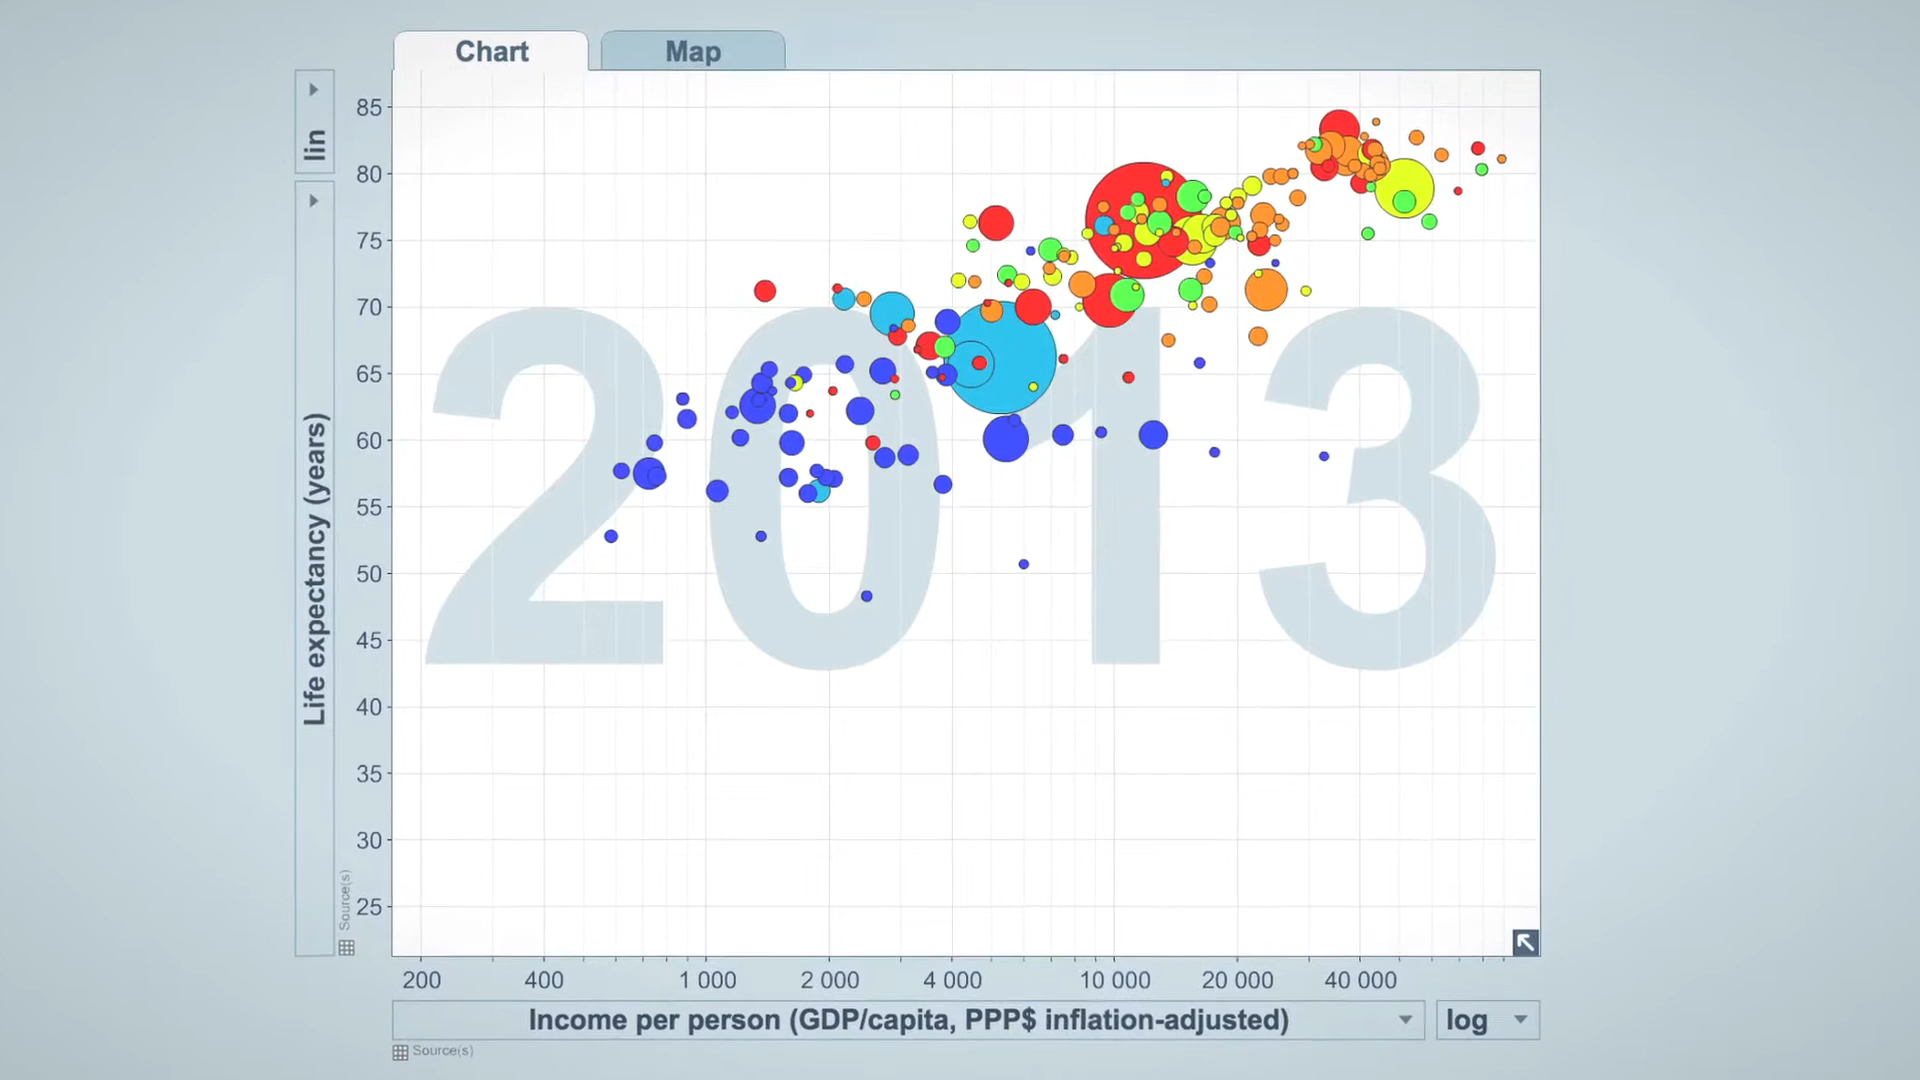 Chart
Map
lin
Life expectancy (years)
Source(s)
85
80
75
70
65
60
55
50
45
40
35
30
25
2013
200
400
1 000
2 000
4 000
10 000
20 000
40 000
Income per person (GDP/capita, PPP$ inflation-adjusted)
log
Source(s)